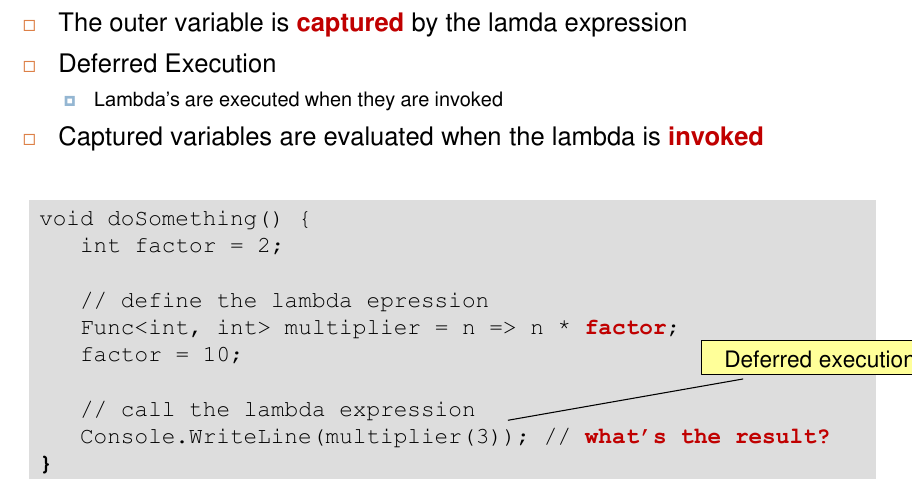 The outer variable is captured by the lamda expression
Deferred Execution
Lambda's are executed when they are invoked
Captured variables are evaluated when the lambda is invoked
void doSomething() {
int factor = 2;
// define the lambda epression
Func<int, int> multiplier = n => n * factor;
factor = 10;
Deferred execution
// call the lambda expression
Console.WriteLine(multiplier(3)); // what's the result?
}